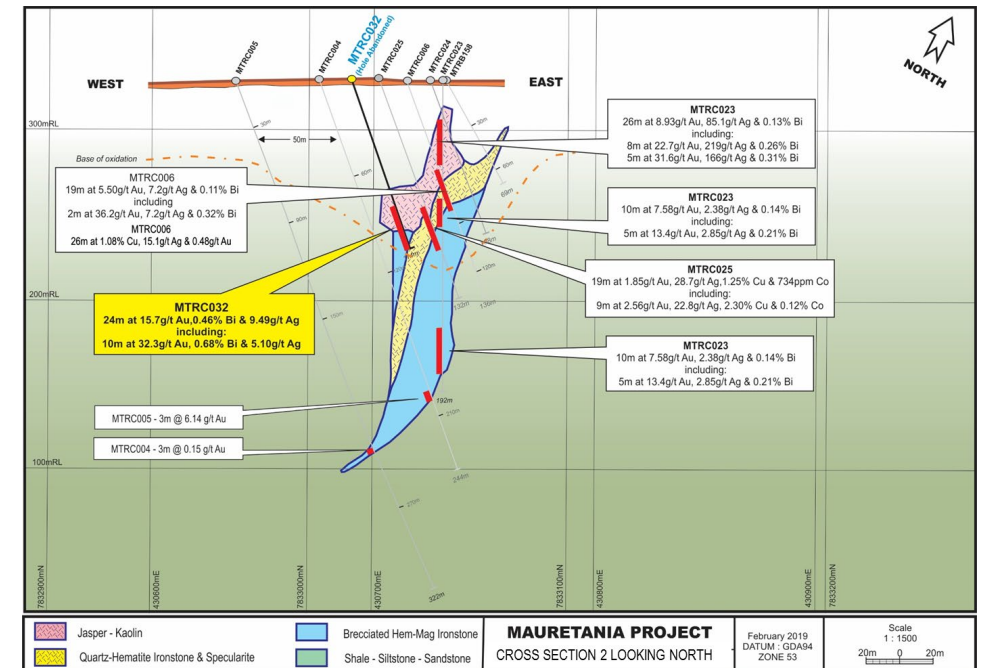 MTRC005
MTRC004
MTRC032
(Hole Abandoned)
MTRC025
MTRC006
MTRC024
MTRC023
MTRB158
NORTH
WEST
EAST
300mRL
50m
30m
30m
Base of oxidation
60m
60m
69m
90m
MTRC023
26m at 8.93g/t Au, 85.1g/t Ag & 0.13% Bi
including:
8m at 22.7g/t, 219g/t Ag & 0.26% Bi
5m at 31.6g/t, 166g/t Ag & 0.31% Bi
MTRC006
19m at 5.50g/t Au, 7.2g/t Ag & 0.11% Bi
including
2m at 36.2g/t Au, 7.2g/t Ag & 0.32% Bi
MTRC006
26m at 1.08% Cu, 15.1g/t Ag & 0.48g/t Au
MTRC023
10m at 7.58g/t Au, 2.38g/t Ag & 0.14% Bi
including:
5m at 13.4g/t Au, 2.85g/t Ag & 0.21% Bi
MTRC025
19m at 1.85g/t Au, 28.7g/t Ag,1.25% Cu & 734ppm Co
including:
9m at 2.56g/t Au, 22.8g/t Ag, 2.30% Cu & 0.12% Co
120m
200mRL
132m
150m
MTRC032
24m at 15.7g/t Au,0.46% Bi & 9.49g/t Ag
including:
10m at 32.3g/t Au, 0.68% Bi & 5.10g/t Ag
MTRC023
10m at 7.58g/t Au, 2.38g/t Ag & 0.14% Bi
including:
5m at 13.4g/t Au, 2.85g/t Ag & 0.21% Bi
192m
210m
MTRC005 - 3m @ 6.14 g/t Au
MTRC004 - 3m @ 0.15 g/t Au
100mRL
244m
322m
7832900mN
430600mE
7833000mN
430700mE
7833100mN
430800mE
430900mE
7833200mN
Jasper - Kaolin
Quartz-Hematite Ironstone & Specularite
Brecciated Hem-Mag Ironstone
Shale - Siltstone - Sandstone
MAURETANIA PROJECT
CROSS SECTION 2 LOOKING NORTH
February 2019
DATUM : GDA94
ZONE 53
Scale
1 : 1500
20m 0 20m